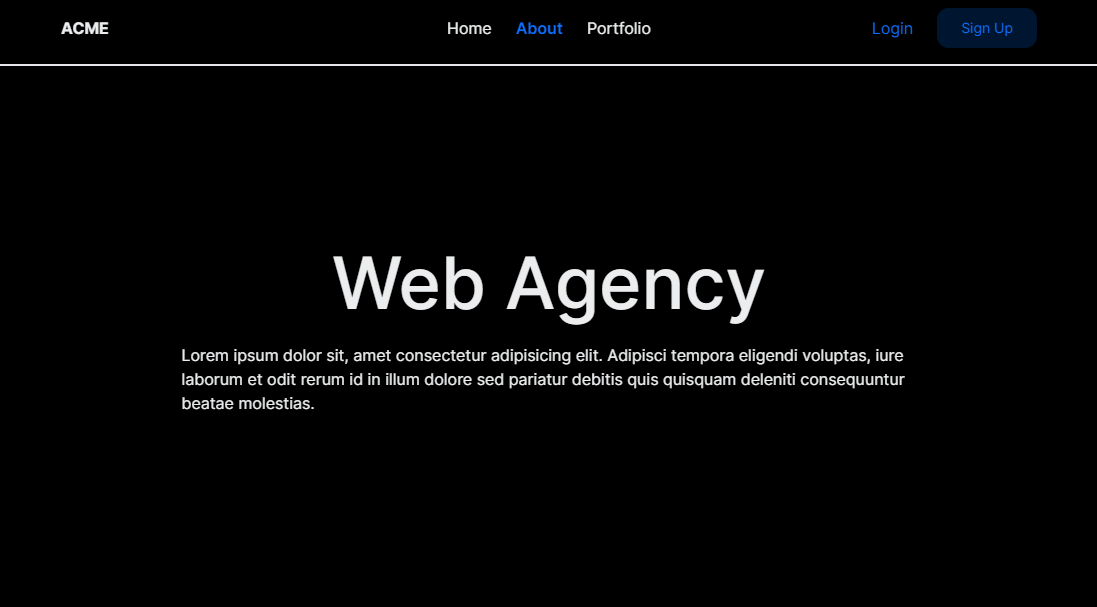 ACME
Home About Portfolio
Login Sign Up
Web Agency
Lorem ipsum dolor sit, amet consectetur adipisicing elit. Adipisci tempora eligendi voluptas, iure
laborum et odit rerum id in illum dolore sed pariatur debitis quis quisquam deleniti consequuntur
beatae molestias.